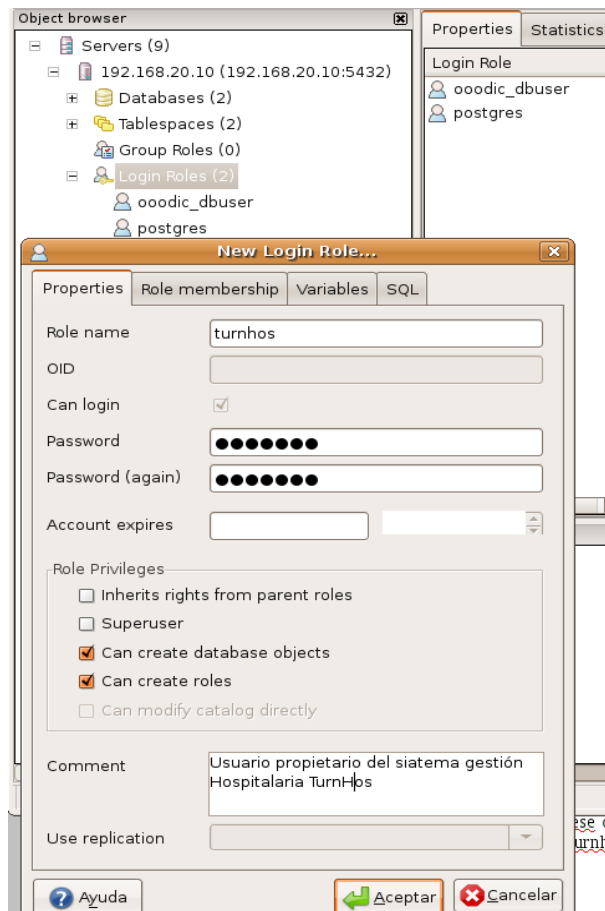 Object browser
Servers (9)
192.168.20.10 (192.168.20.10:5432)
Databases (2)
Tablespaces (2)
Group Roles (0)
Login Roles (2)
ooodic_dbuser
postgres
Properties Statistics
Login Role
ooodic_dbuser
postgres
New Login Role...
Properties Role membership Variables SQL
Role name turnhos
OID
Can login
Password
Password (again)
Account expires
Role Privileges
Inherits rights from parent roles
Superuser
Can create database objects
Can create roles
Can modify catalog directly
Comment
Usuario propietario del siatema gestión
Hospitalaria TurnHos
Use replication
Ayuda Aceptar Cancelar